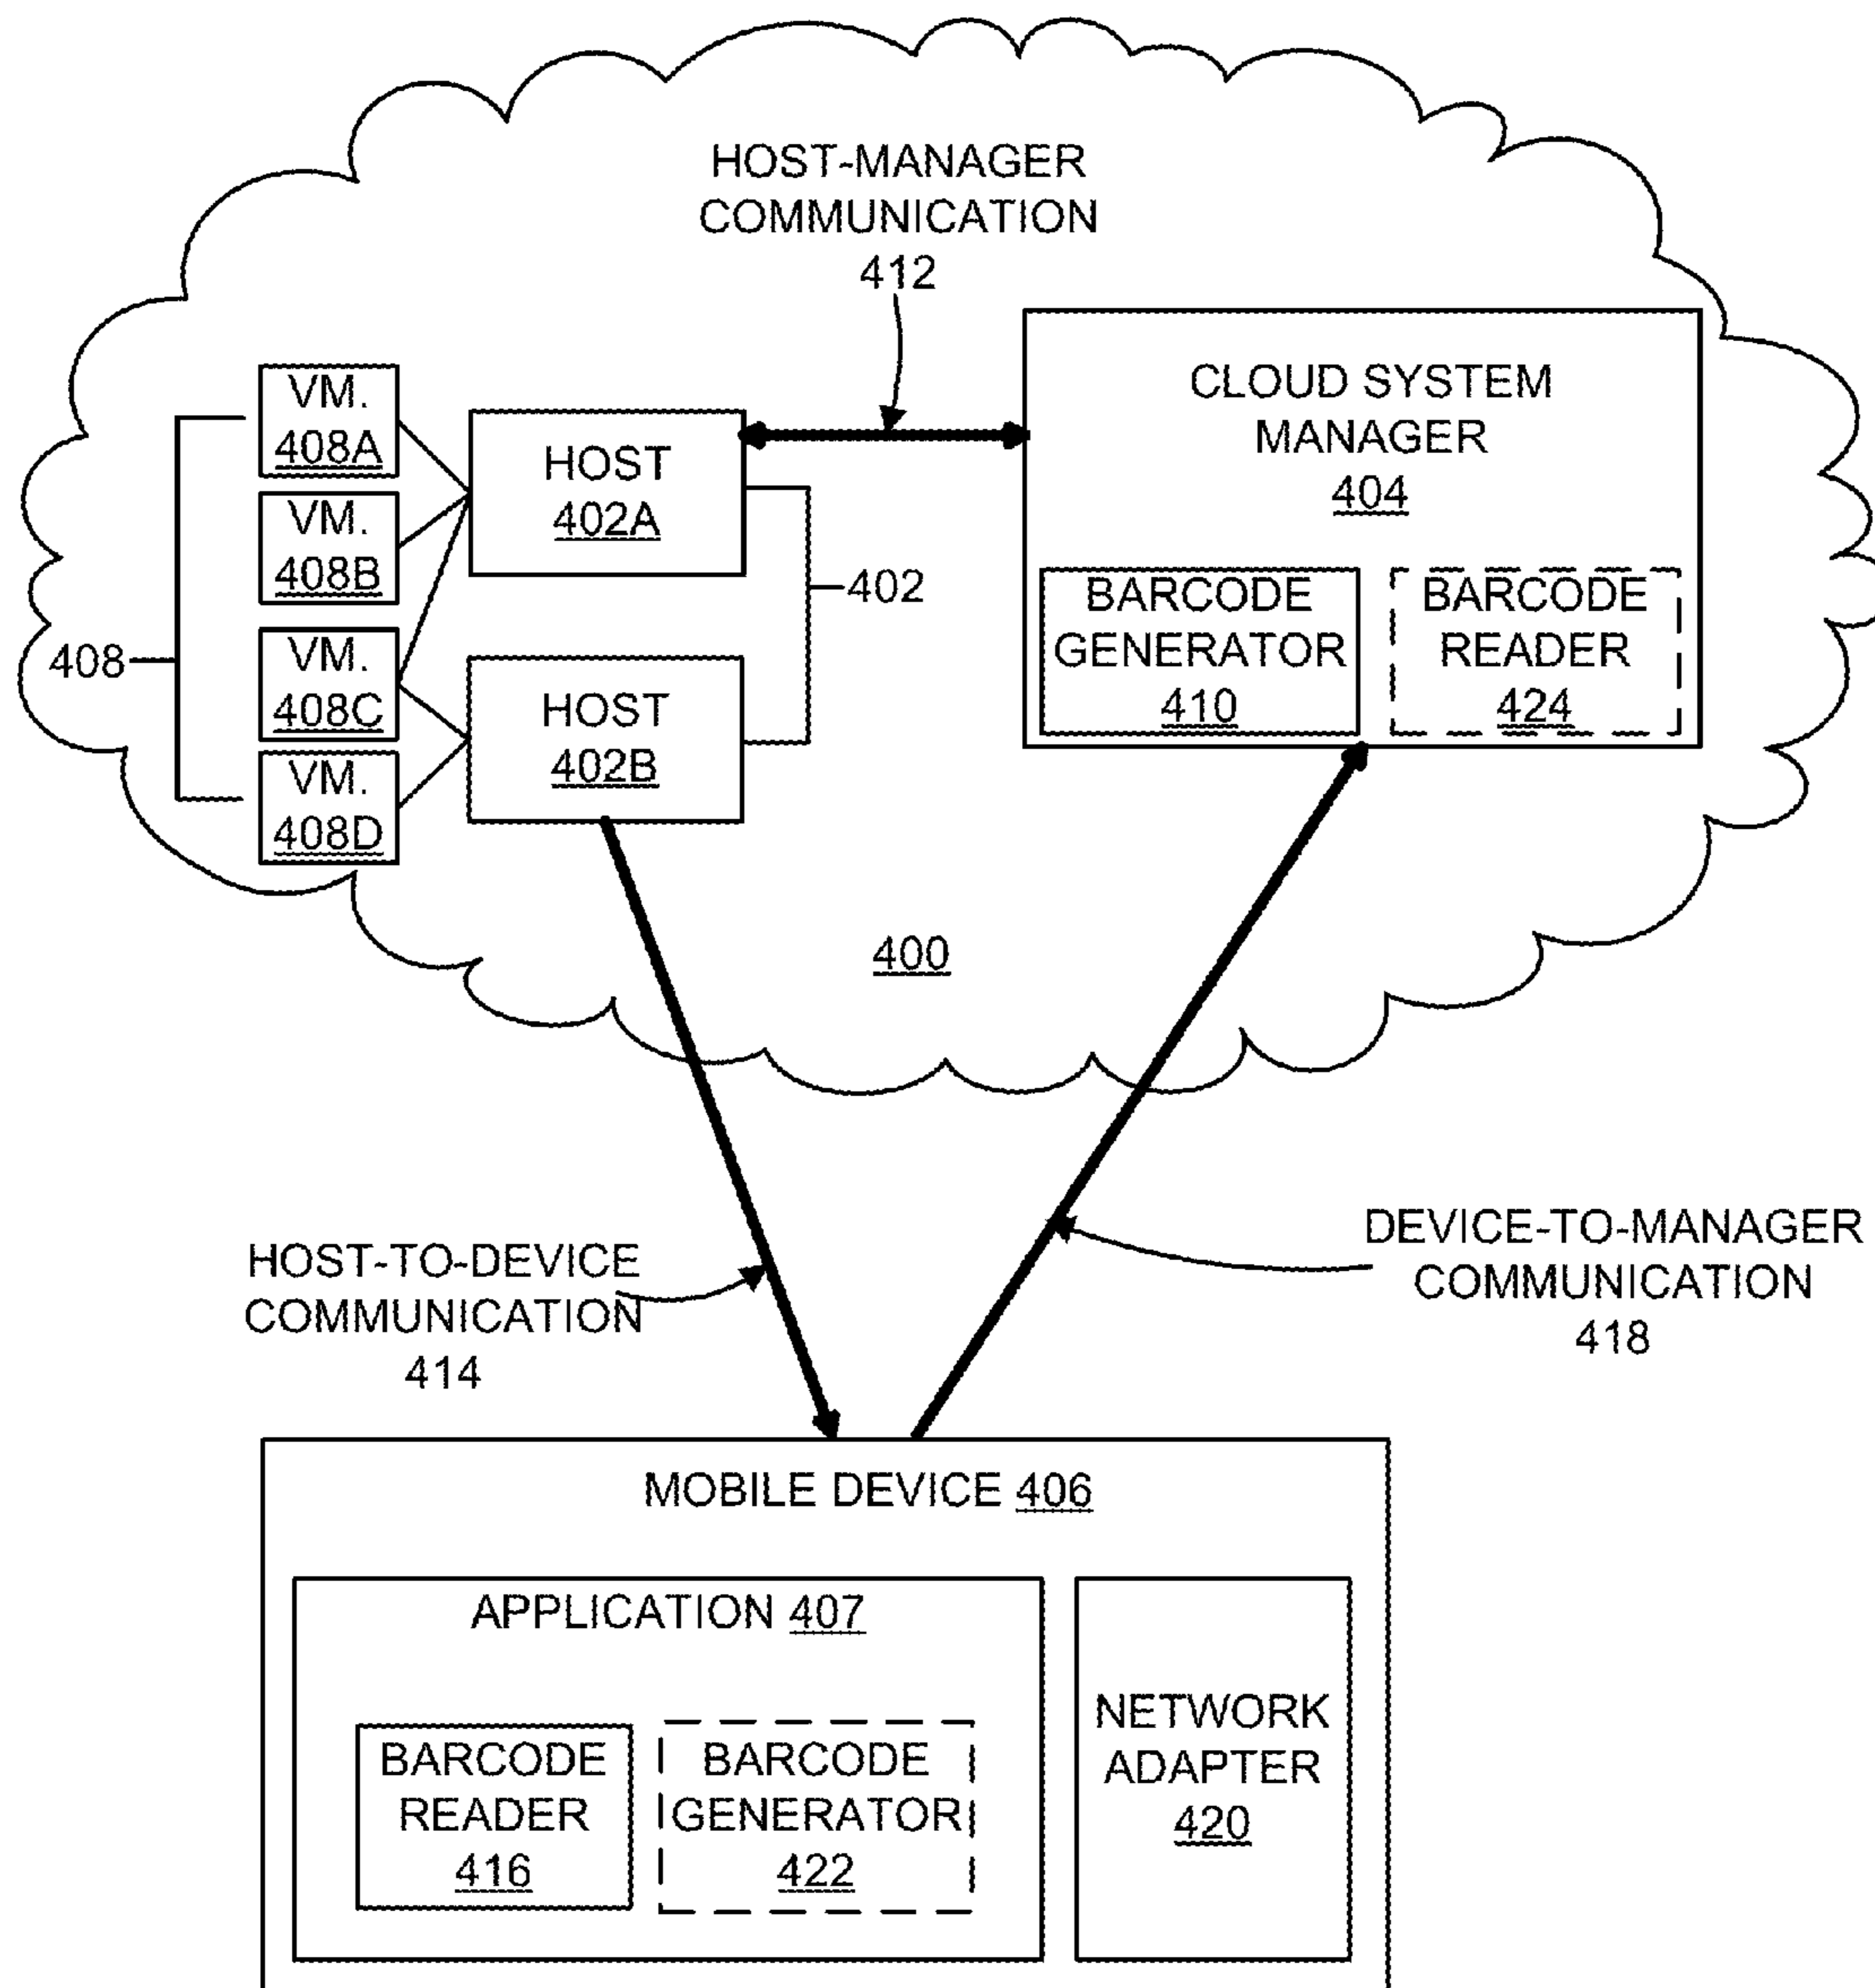 HOST-MANAGER
COMMUNICATION
412
VM.
408A
VM.
408B
VM.
408C
VM.
408D
408
HOST
402A
HOST
402B
402
CLOUD SYSTEM
MANAGER
404
BARCODE
GENERATOR
410
BARCODE
READER
424
400
HOST-TO-DEVICE
COMMUNICATION
414
DEVICE-TO-MANAGER
COMMUNICATION
418
MOBILE DEVICE 406
APPLICATION 407
BARCODE
READER
416
BARCODE
GENERATOR
422
NETWORK
ADAPTER
420